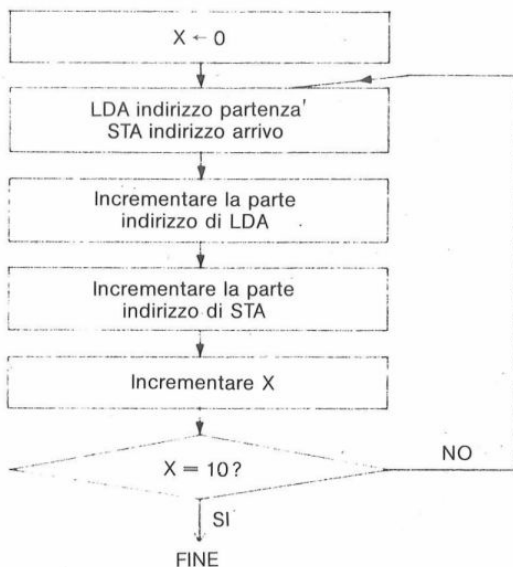 X ← 0
LDA indirizzo partenza'
STA indirizzo arrivo
Incrementare la parte
indirizzo di LDA
Incrementare la parte
indirizzo di STA
Incrementare X
X = 10?
NO
SI
FINE